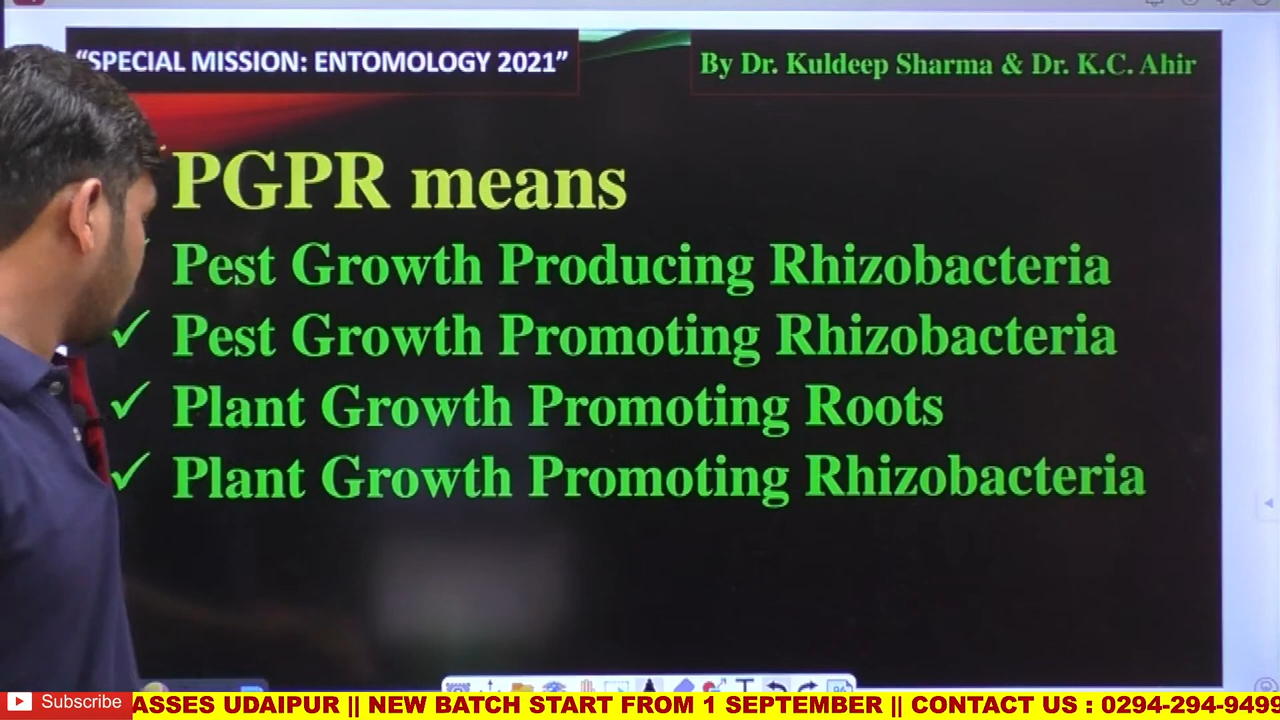 “SPECIAL MISSION: ENTOMOLOGY 2021”
By Dr. Kuldeep Sharma & Dr. K.C. Ahir
PGPR means
Pest Growth Producing Rhizobacteria
✓ Pest Growth Promoting Rhizobacteria
✓ Plant Growth Promoting Roots
✓ Plant Growth Promoting Rhizobacteria
Subscribe
ASSES UDAIPUR || NEW BATCH START FROM 1 SEPTEMBER || CONTACT US : 0294-294-9499